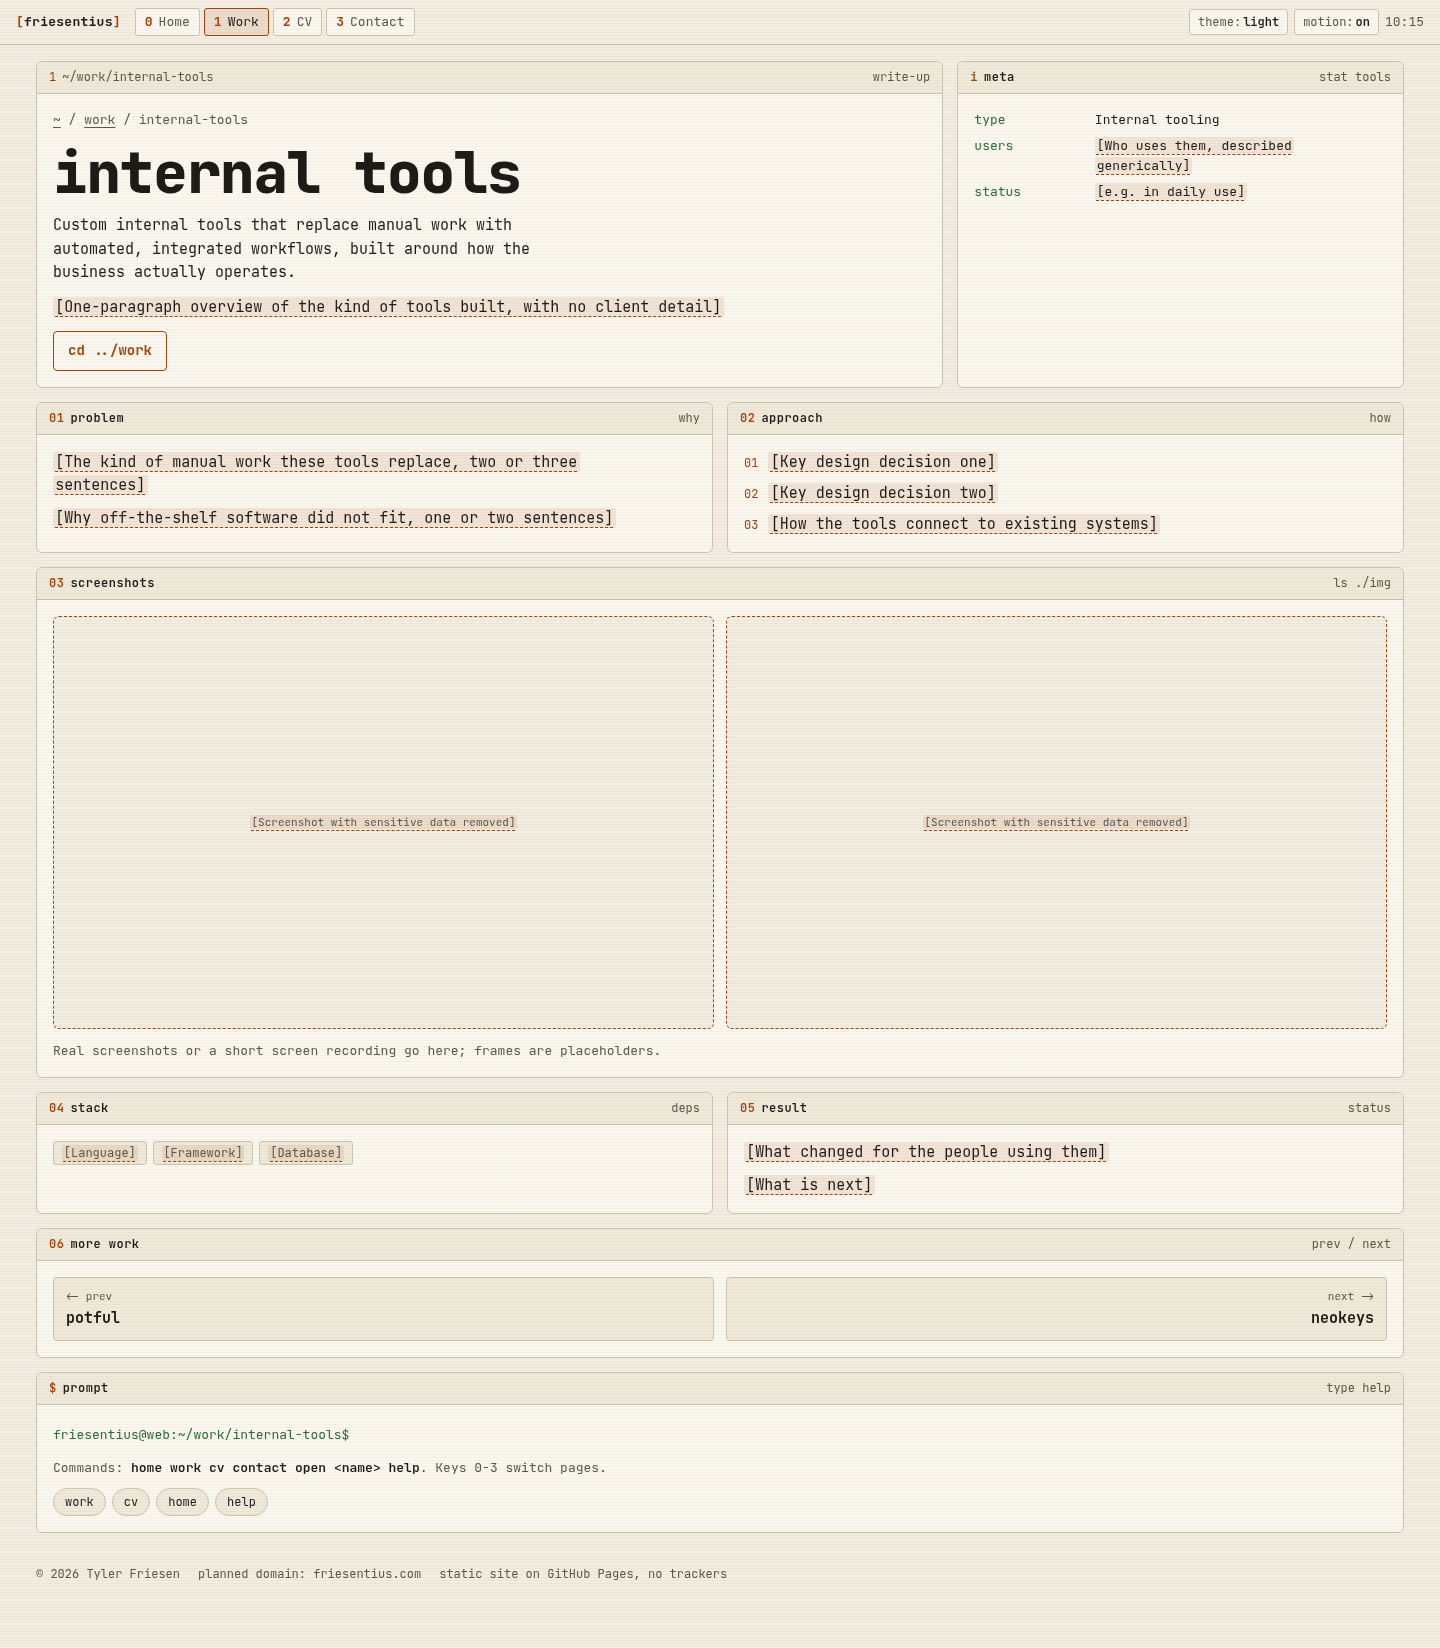 [friesentius] 0 Home 1 Work 2 CV 3 Contact theme: light motion: on 10:15
1 ~/work/internal-tools write-up
~ / work / internal-tools
internal tools
Custom internal tools that replace manual work with
automated, integrated workflows, built around how the
business actually operates.
[One-paragraph overview of the kind of tools built, with no client detail]
cd ../work
i meta stat tools
type Internal tooling
users [Who uses them, described
generically]
status [e.g. in daily use]
01 problem why
[The kind of manual work these tools replace, two or three
sentences]
[Why off-the-shelf software did not fit, one or two sentences]
02 approach how
01 [Key design decision one]
02 [Key design decision two]
03 [How the tools connect to existing systems]
03 screenshots ls ./img
[Screenshot with sensitive data removed] [Screenshot with sensitive data removed]
Real screenshots or a short screen recording go here; frames are placeholders.
04 stack deps
[Language] [Framework] [Database]
05 result status
[What changed for the people using them]
[What is next]
06 more work prev / next
← prev
potful
next →
neokeys
$ prompt type help
friesentius@web:~/work/internal-tools$
Commands: home work cv contact open <name> help. Keys 0-3 switch pages.
work cv home help
© 2026 Tyler Friesen planned domain: friesentius.com static site on GitHub Pages, no trackers